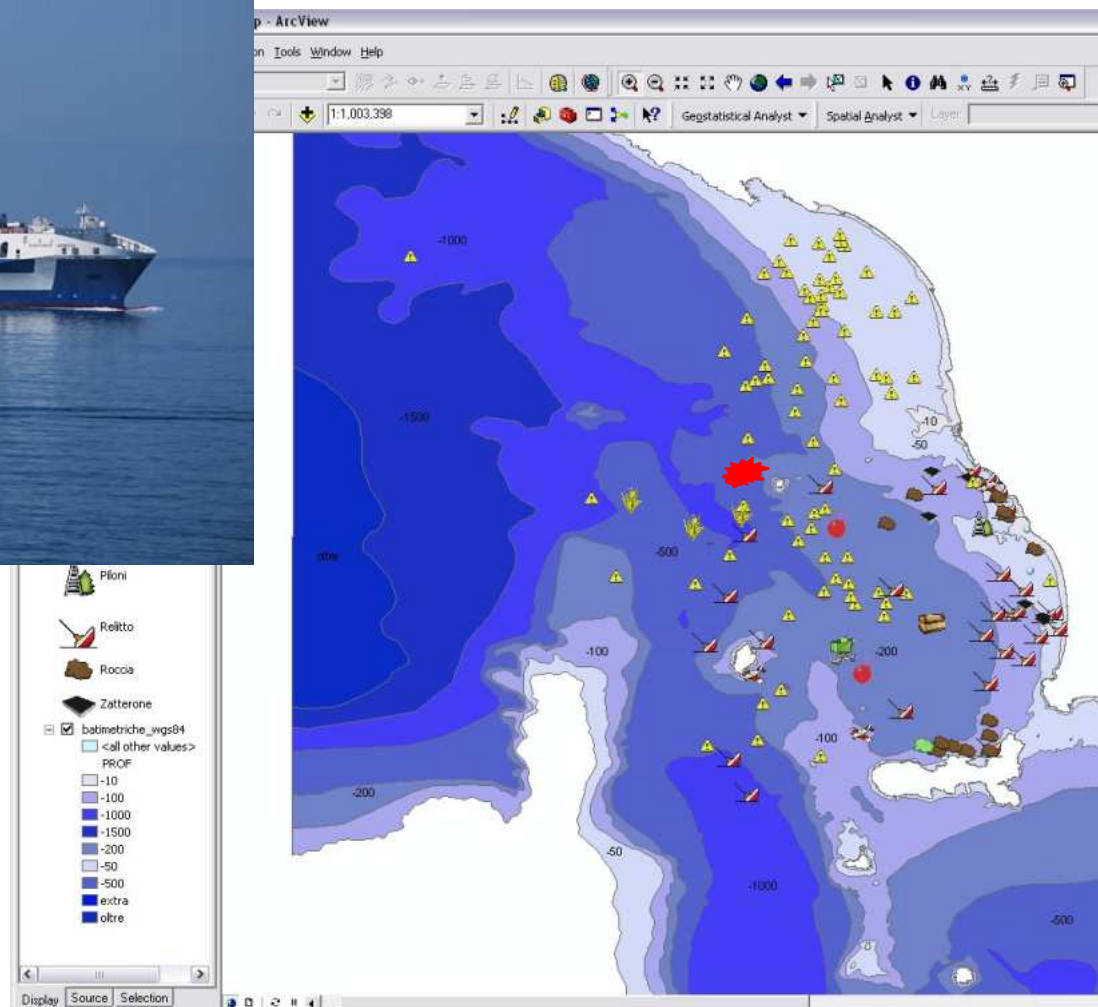 p - ArcView
on Tools Window Help
1:1,003,398
Geostatistical Analyst Spatial Analyst Layer:
-1000
-1500
-10
-50
oltre
-500
-100
-200
-100
-200
-50
-1000
-500
Piloni
Relitto
Roccia
Zatterone
batimetriche_wgs84
<all other values>
PROF
-10
-100
-1000
-1500
-200
-50
-500
extra
oltre
Display Source Selection